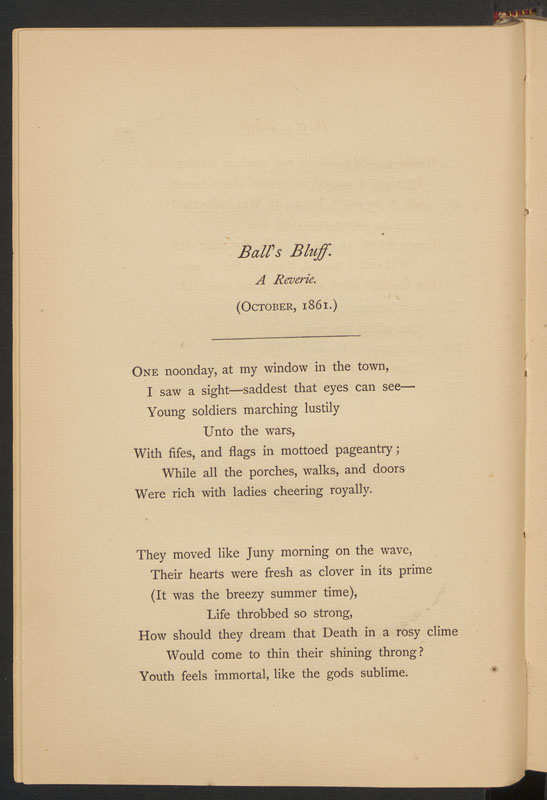 Ball's Bluff.
A Reverie.
(October, 1861.)
One noonday, at my window in the town,
I saw a sight—saddest that eyes can see—
Young soldiers marching lustily
Unto the wars,
With fifes, and flags in mottoed pageantry;
While all the porches, walks, and doors
Were rich with ladies cheering royally.
They moved like Juny morning on the wave,
Their hearts were fresh as clover in its prime
(It was the breezy summer time),
Life throbbed so strong,
How should they dream that Death in a rosy clime
Would come to thin their shining throng?
Youth feels immortal, like the gods sublime.